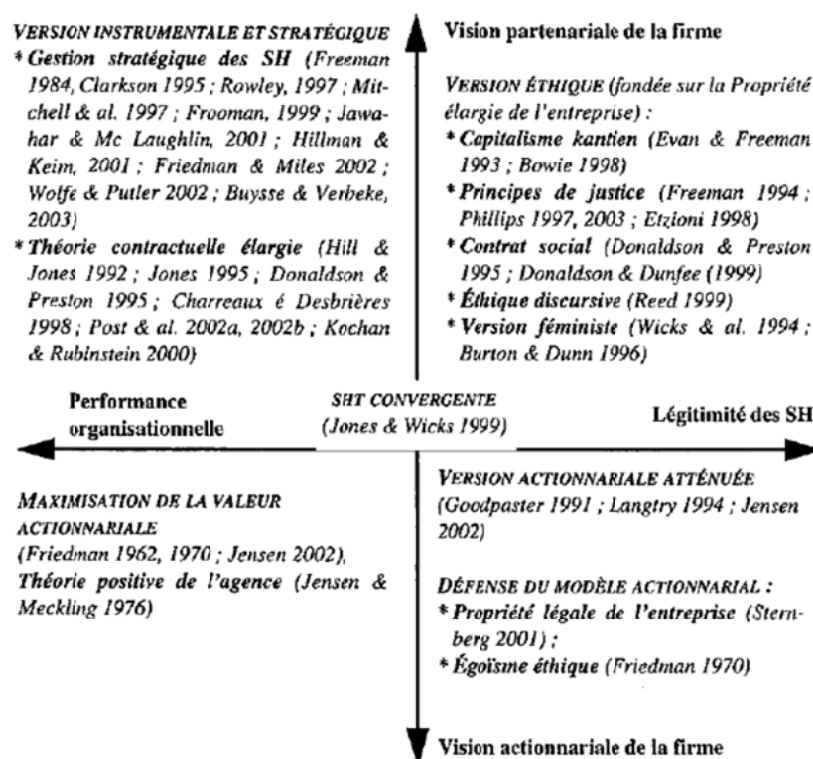 VERSION INSTRUMENTALE ET STRATÉGIQUE
* Gestion stratégique des SH (Freeman
1984, Clarkson 1995 ; Rowley, 1997 ; Mit-
chell & al. 1997 ; Frooman, 1999 ; Jawa-
har & Mc Laughlin, 2001 ; Hillman &
Keim, 2001 ; Friedman & Miles 2002 ;
Wolfe & Putler 2002 ; Buysse & Verbeke,
2003)
* Théorie contractuelle élargie (Hill &
Jones 1992 ; Jones 1995 ; Donaldson &
Preston 1995 ; Charreaux é Desbrières
1998 ; Post & al. 2002a, 2002b ; Kochan
& Rubinstein 2000)
Vision partenariale de la firme
VERSION ÉTHIQUE (fondée sur la Propriété
élargie de l'entreprise) :
* Capitalisme kantien (Evan & Freeman
1993 ; Bowie 1998)
* Principes de justice (Freeman 1994 ;
Phillips 1997, 2003 ; Etzioni 1998)
* Contrat social (Donaldson & Preston
1995 ; Donaldson & Dunfee (1999)
* Éthique discursive (Reed 1999)
* Version féministe (Wicks & al. 1994 ;
Burton & Dunn 1996)
Performance
organisationnelle
SHT CONVERGENTE
(Jones & Wicks 1999)
Légitimité des SH
MAXIMISATION DE LA VALEUR
ACTIONNARIALE
(Friedman 1962, 1970 ; Jensen 2002),
Théorie positive de l'agence (Jensen &
Meckling 1976)
VERSION ACTIONNARIALE ATTÉNUÉE
(Goodpaster 1991 ; Langtry 1994 ; Jensen
2002)
DÉFENSE DU MODÈLE ACTIONNARIAL :
* Propriété légale de l'entreprise (Stern-
berg 2001) ;
* Égoïsme éthique (Friedman 1970)
Vision actionnariale de la firme